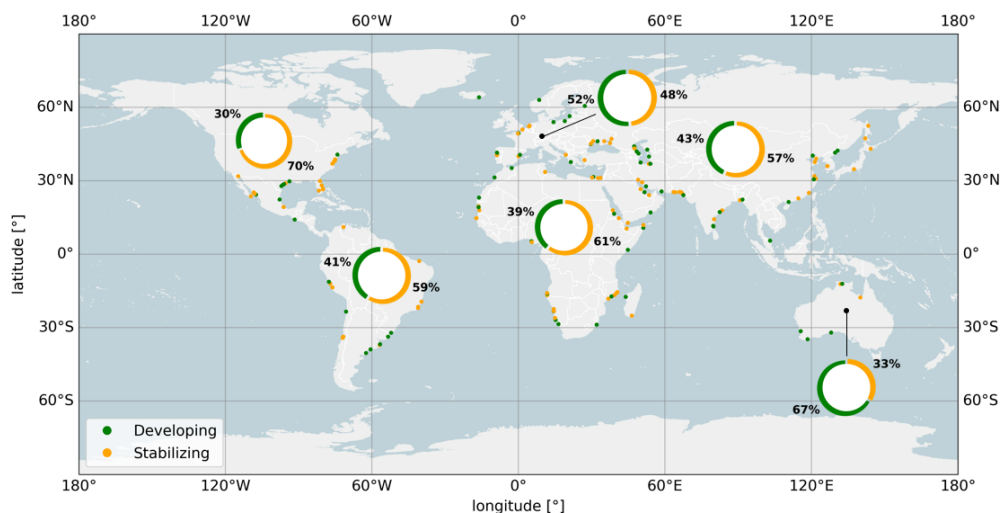 180° 120°W 60°W 0° 60°E 120°E 180°
60°N 60°N
30°N 30°N
0° 0°
30°S 30°S
60°S 60°S
latitude [°]
30%
70%
52% 48%
43%
57%
39%
61%
41%
59%
33%
67%
Developing
Stabilizing
180° 120°W 60°W 0° 60°E 120°E 180°
longitude [°]